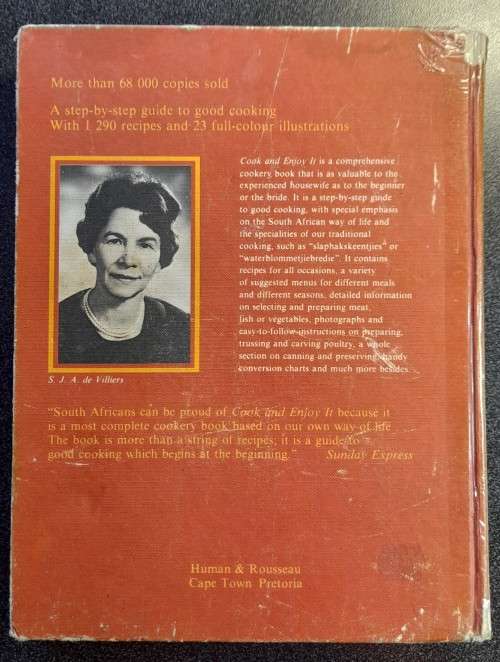 More than 68 000 copies sold
A step-by-step guide to good cooking
With 1 290 recipes and 23 full-colour illustrations
Cook and Enjoy It is a comprehensive
cookery book that is as valuable to the
experienced housewife as to the beginner
or the bride. It is a step-by-step guide
to good cooking, with special emphasis
on the South African way of life and
the specialities of our traditional
cooking, such as "slaphakskeentjies" or
"waterblommetjiebredie". It contains
recipes for all occasions, a variety
of suggested menus for different meals
and different seasons, detailed information
on selecting and preparing meat,
fish or vegetables, photographs and
easy-to-follow instructions on preparing,
trussing and carving poultry, a whole
section on canning and preserving, handy
conversion charts and much more besides.
S. J. A. de Villiers
"South Africans can be proud of Cook and Enjoy It because it
is a most complete cookery book based on our own way of life.
The book is more than a string of recipes; it is a guide to
good cooking which begins at the beginning." Sunday Express
Human & Rousseau
Cape Town Pretoria